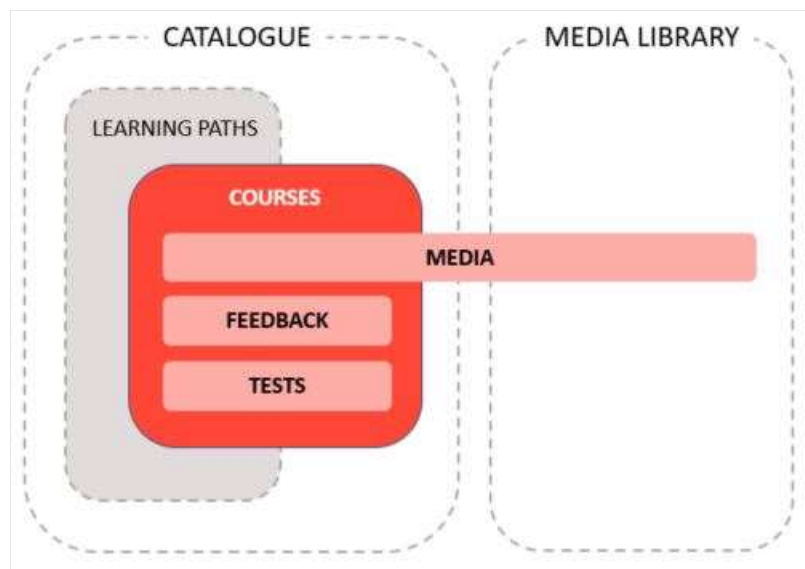 CATALOGUE
MEDIA LIBRARY
LEARNING PATHS
COURSES
MEDIA
FEEDBACK
TESTS